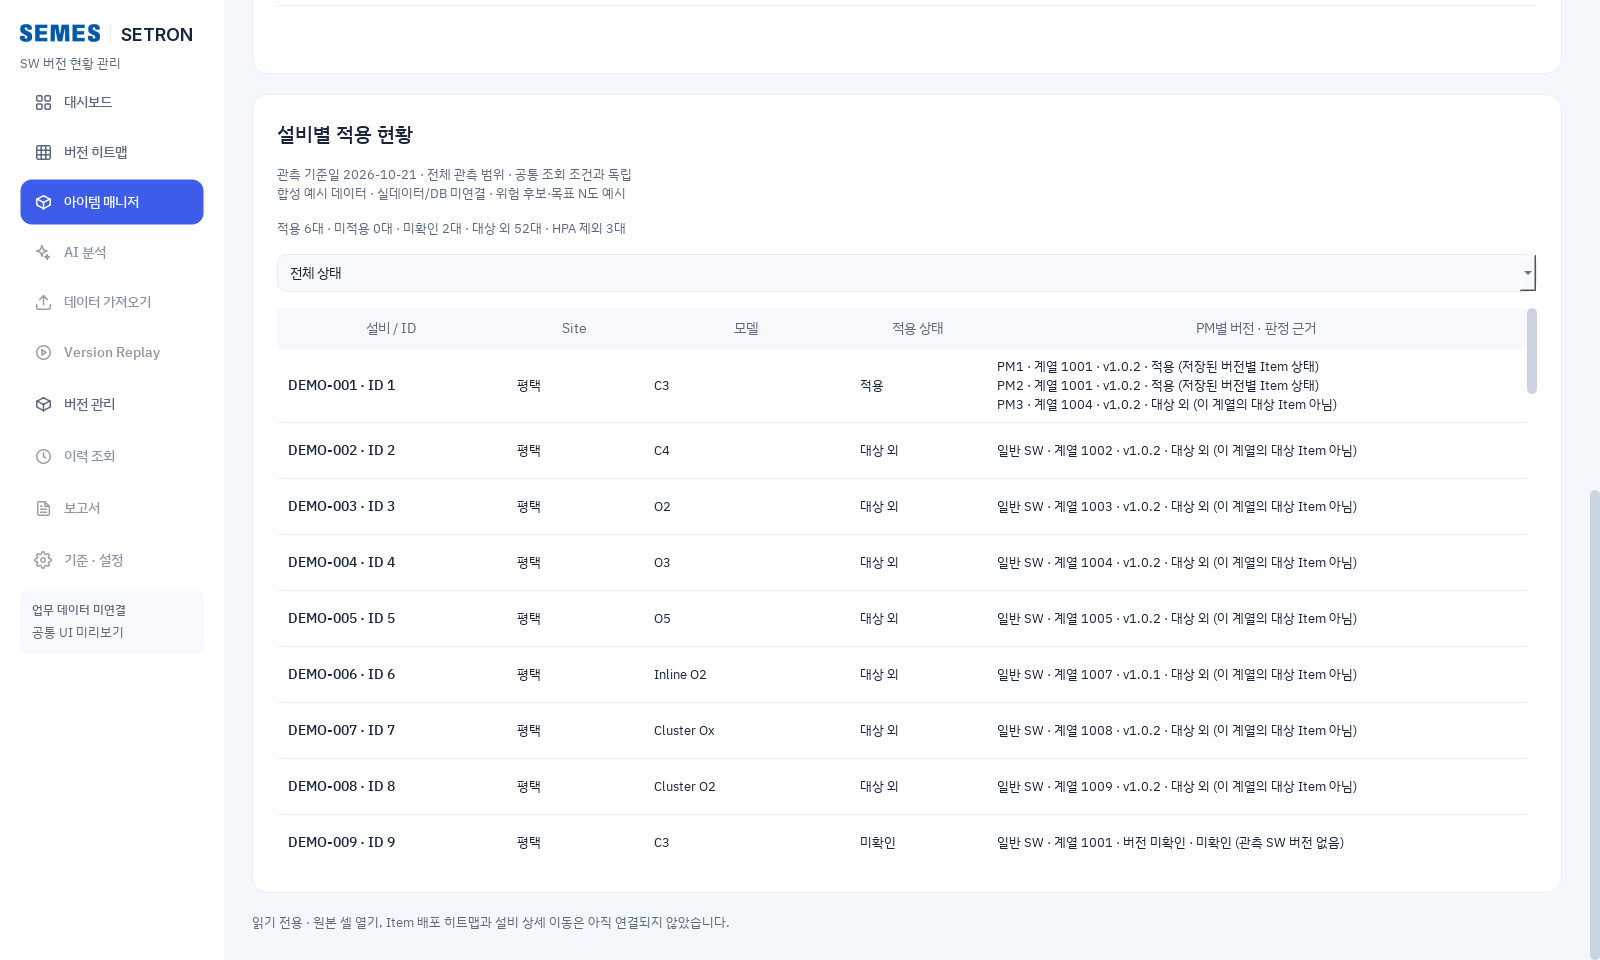 SEMES SETRON
SW 버전 현황 관리
대시보드
버전 히트맵
아이템 매니저
AI 분석
데이터 가져오기
Version Replay
버전 관리
이력 조회
보고서
기준 · 설정
업무 데이터 미연결
공통 UI 미리보기
설비별 적용 현황
관측 기준일 2026-10-21 · 전체 관측 범위 · 공통 조회 조건과 독립
합성 예시 데이터 · 실데이터/DB 미연결 · 위험 후보·목표 N도 예시
적용 6대 · 미적용 0대 · 미확인 2대 · 대상 외 52대 · HPA 제외 3대
전체 상태
설비 / ID Site 모델 적용 상태 PM별 버전 · 판정 근거
PM1 · 계열 1001 · v1.0.2 · 적용 (저장된 버전별 Item 상태)
DEMO-001 · ID 1 평택 C3 적용 PM2 · 계열 1001 · v1.0.2 · 적용 (저장된 버전별 Item 상태)
PM3 · 계열 1004 · v1.0.2 · 대상 외 (이 계열의 대상 Item 아님)
DEMO-002 · ID 2 평택 C4 대상 외 일반 SW · 계열 1002 · v1.0.2 · 대상 외 (이 계열의 대상 Item 아님)
DEMO-003 · ID 3 평택 O2 대상 외 일반 SW · 계열 1003 · v1.0.2 · 대상 외 (이 계열의 대상 Item 아님)
DEMO-004 · ID 4 평택 O3 대상 외 일반 SW · 계열 1004 · v1.0.2 · 대상 외 (이 계열의 대상 Item 아님)
DEMO-005 · ID 5 평택 O5 대상 외 일반 SW · 계열 1005 · v1.0.2 · 대상 외 (이 계열의 대상 Item 아님)
DEMO-006 · ID 6 평택 Inline O2 대상 외 일반 SW · 계열 1007 · v1.0.1 · 대상 외 (이 계열의 대상 Item 아님)
DEMO-007 · ID 7 평택 Cluster Ox 대상 외 일반 SW · 계열 1008 · v1.0.2 · 대상 외 (이 계열의 대상 Item 아님)
DEMO-008 · ID 8 평택 Cluster O2 대상 외 일반 SW · 계열 1009 · v1.0.2 · 대상 외 (이 계열의 대상 Item 아님)
DEMO-009 · ID 9 평택 C3 미확인 일반 SW · 계열 1001 · 버전 미확인 · 미확인 (관측 SW 버전 없음)
읽기 전용 · 원본 셀 열기, Item 배포 히트맵과 설비 상세 이동은 아직 연결되지 않았습니다.